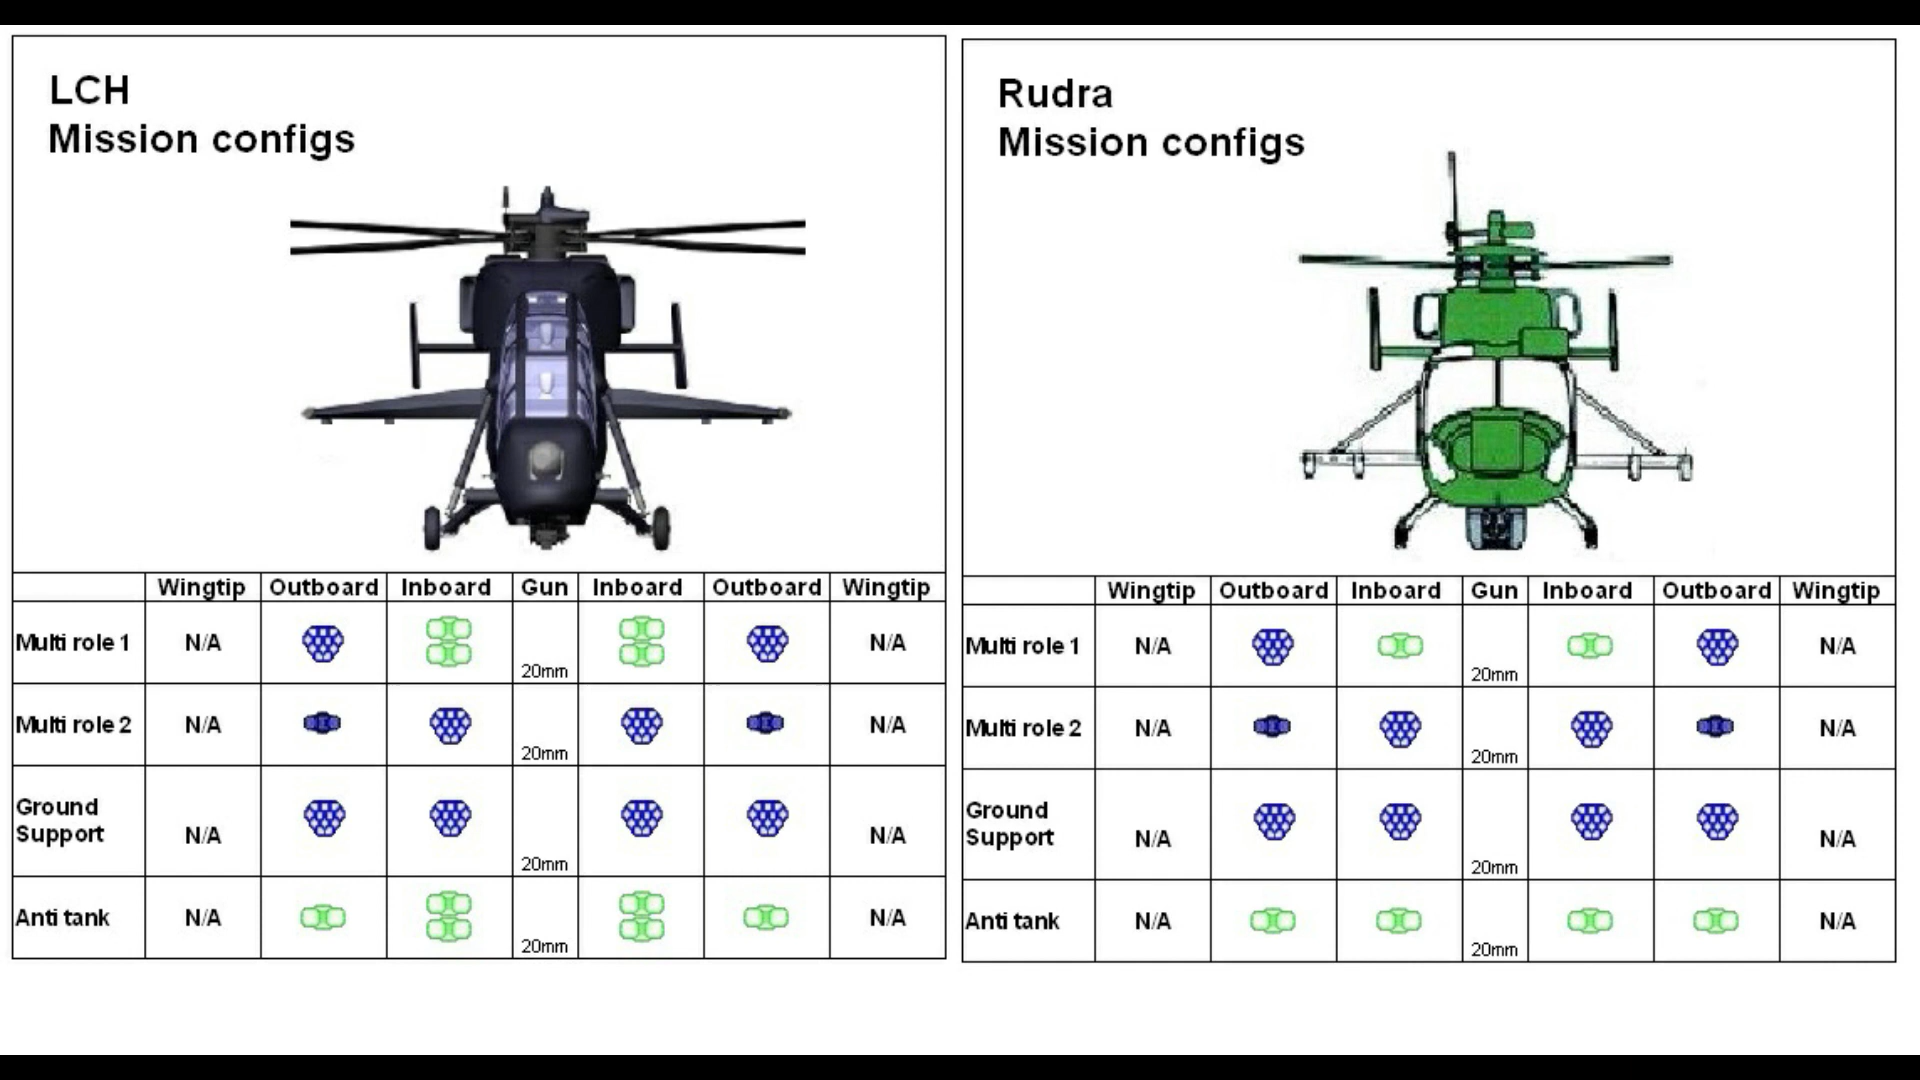 LCH
Mission configs
Wingtip Outboard Inboard Gun Inboard Outboard Wingtip
Multi role 1 N/A 20mm N/A
Multi role 2 N/A 20mm N/A
Ground
Support N/A 20mm N/A
Anti tank N/A 20mm N/A
Rudra
Mission configs
Wingtip Outboard Inboard Gun Inboard Outboard Wingtip
Multi role 1 N/A 20mm N/A
Multi role 2 N/A 20mm N/A
Ground
Support N/A 20mm N/A
Anti tank N/A 20mm N/A